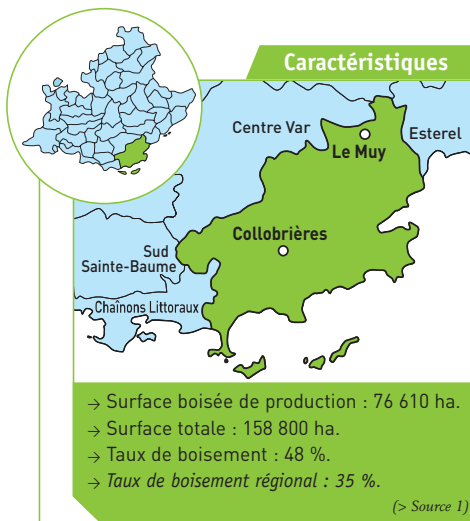 Caractéristiques
Centre Var
Esterel
Le Muy
Collobrières
Sud
Sainte-Baume
Chaînons Littoraux
→ Surface boisée de production : 76 610 ha.
→ Surface totale : 158 800 ha.
→ Taux de boisement : 48 %.
→ Taux de boisement régional : 35 %.
(> Source 1)